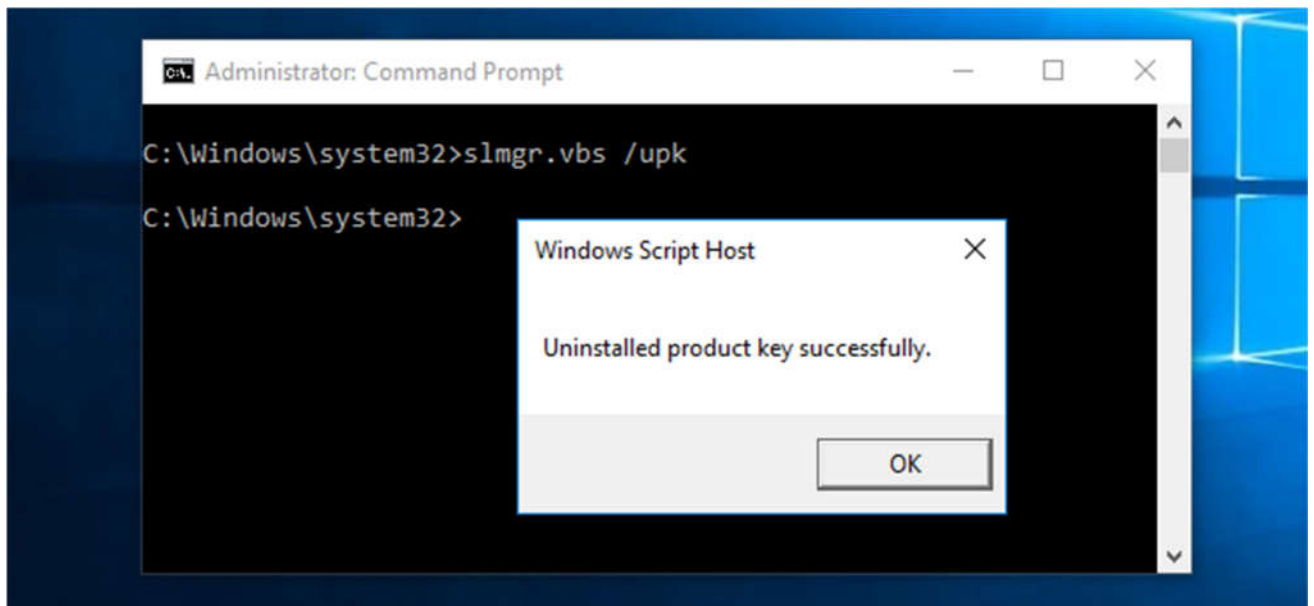 Administrator: Command Prompt
C:\Windows\system32>slmgr.vbs /upk
C:\Windows\system32>
Windows Script Host
Uninstalled product key successfully.
OK